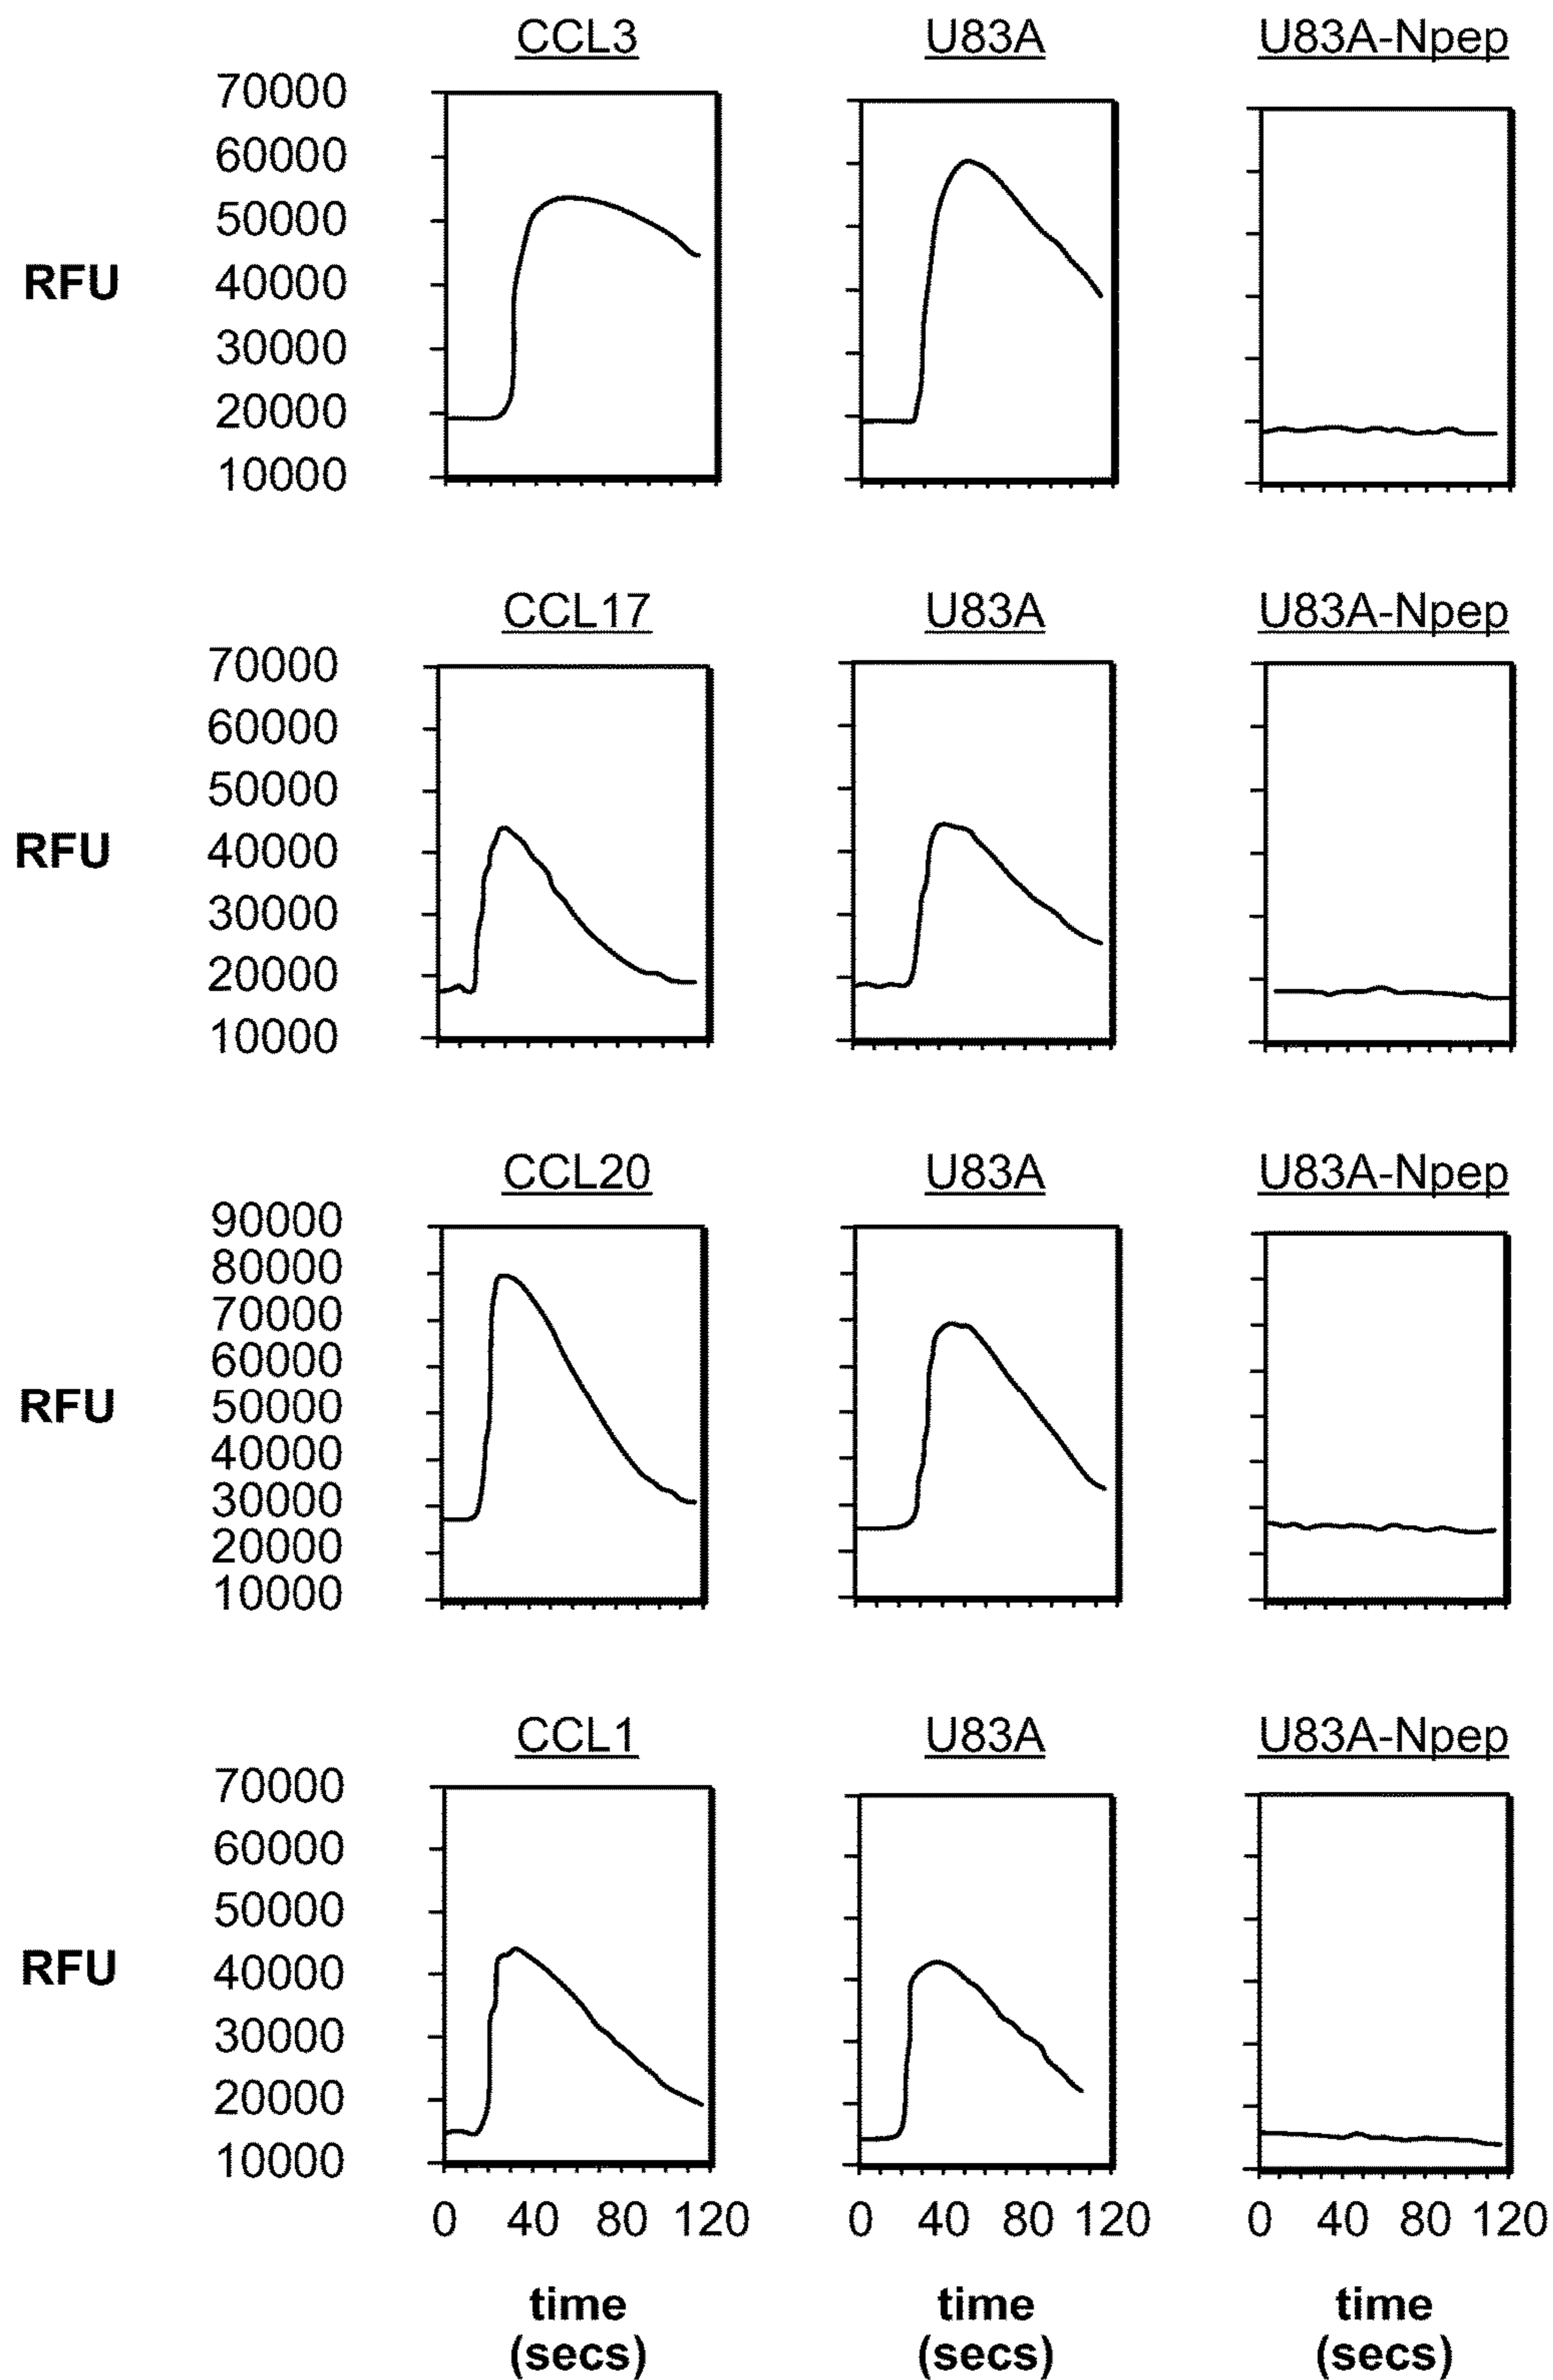 CCL3 U83A U83A-Npep
70000
60000
50000
RFU 40000
30000
20000
10000
CCL17 U83A U83A-Npep
70000
60000
50000
RFU 40000
30000
20000
10000
CCL20 U83A U83A-Npep
90000
80000
70000
60000
RFU 50000
40000
30000
20000
10000
CCL1 U83A U83A-Npep
70000
60000
50000
RFU 40000
30000
20000
10000
0 40 80 120 0 40 80 120 0 40 80 120
time time time
(secs) (secs) (secs)